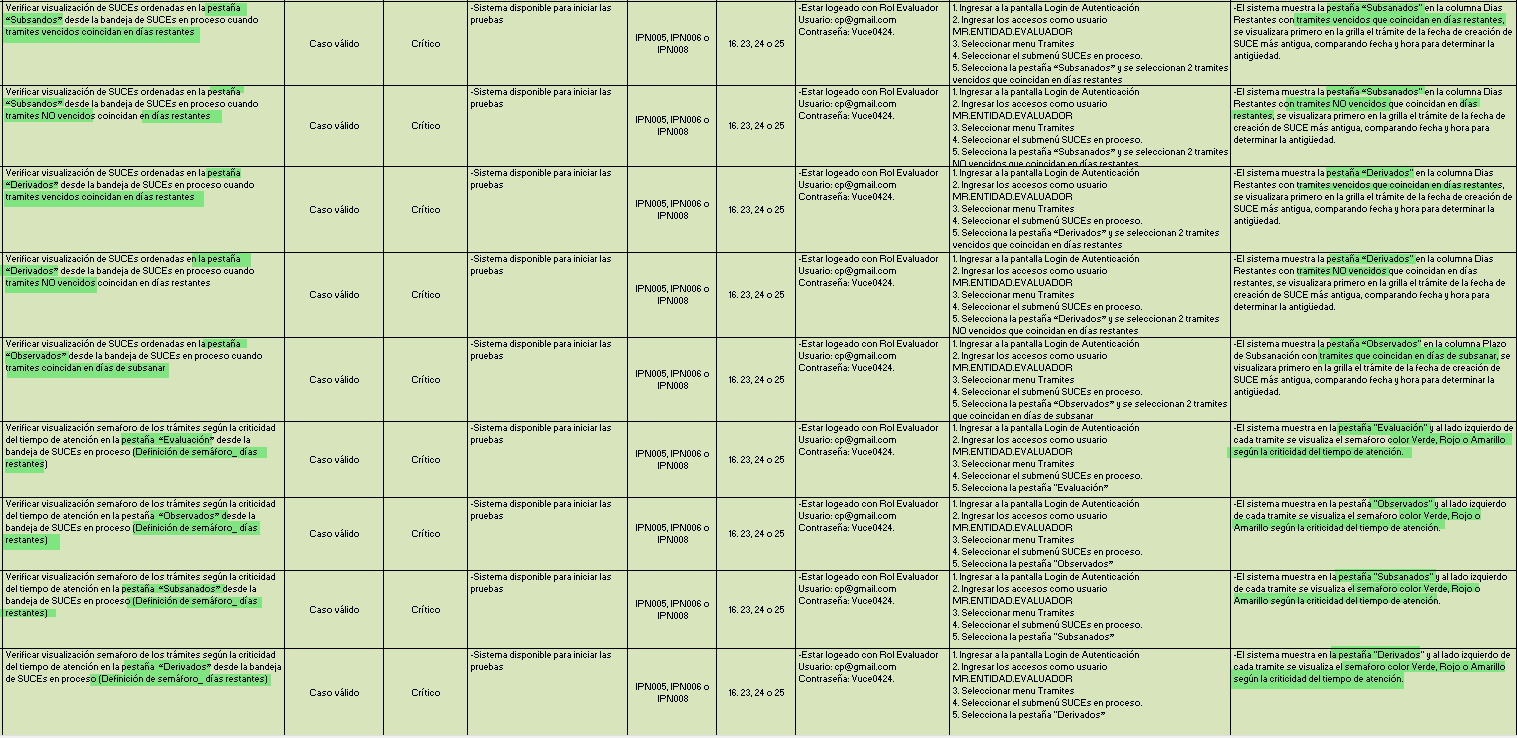 Verificar visualización de SUCEs ordenadas en la pestaña
“Subsandos” desde la bandeja de SUCEs en proceso cuando
tramites vencidos coincidan en días restantes
Caso válido
Crítico
-Sistema disponible para iniciar las
pruebas
IPN005, IPN006 o
IPN008
16. 23, 24 o 25
-Estar logeado con Rol Evaluador
Usuario: cp@gmail.com
Contraseña: Vuce0424.
1. Ingresar a la pantalla Login de Autenticación
2. Ingresar los accesos como usuario
MR.ENTIDAD.EVALUADOR
3. Seleccionar menu Tramites
4. Seleccionar el submenú SUCEs en proceso.
5. Selecciona la pestaña “Subsanados” y se seleccionan 2 tramites
vencidos que coincidan en días restantes
-El sistema muestra la pestaña “Subsanados” en la columna Dias
Restantes con tramites vencidos que coincidan en días restantes,
se visualizara primero en la grilla el trámite de la fecha de creación
de SUCE más antigua, comparando fecha y hora para determinar la
antigüedad.
Verificar visualización de SUCEs ordenadas en la pestaña
“Subsandos” desde la bandeja de SUCEs en proceso cuando
tramites NO vencidos coincidan en días restantes
Caso válido
Crítico
-Sistema disponible para iniciar las
pruebas
IPN005, IPN006 o
IPN008
16. 23, 24 o 25
-Estar logeado con Rol Evaluador
Usuario: cp@gmail.com
Contraseña: Vuce0424.
1. Ingresar a la pantalla Login de Autenticación
2. Ingresar los accesos como usuario
MR.ENTIDAD.EVALUADOR
3. Seleccionar menu Tramites
4. Seleccionar el submenú SUCEs en proceso.
5. Selecciona la pestaña “Subsanados” y se seleccionan 2 tramites
NO vencidos que coincidan en días restantes
-El sistema muestra la pestaña “Subsanados” en la columna Dias
Restantes con tramites NO vencidos que coincidan en días
restantes, se visualizara primero en la grilla el trámite de la fecha de
creación de SUCE más antigua, comparando fecha y hora para
determinar la antigüedad.
Verificar visualización de SUCEs ordenadas en la pestaña
“Derivados” desde la bandeja de SUCEs en proceso cuando
tramites vencidos coincidan en días restantes
Caso válido
Crítico
-Sistema disponible para iniciar las
pruebas
IPN005, IPN006 o
IPN008
16. 23, 24 o 25
-Estar logeado con Rol Evaluador
Usuario: cp@gmail.com
Contraseña: Vuce0424.
1. Ingresar a la pantalla Login de Autenticación
2. Ingresar los accesos como usuario
MR.ENTIDAD.EVALUADOR
3. Seleccionar menu Tramites
4. Seleccionar el submenú SUCEs en proceso.
5. Selecciona la pestaña “Derivados” y se seleccionan 2 tramites
vencidos que coincidan en días restantes
-El sistema muestra la pestaña “Derivados” en la columna Dias
Restantes con tramites vencidos que coincidan en días restantes,
se visualizara primero en la grilla el trámite de la fecha de creación de
SUCE más antigua, comparando fecha y hora para determinar la
antigüedad.
Verificar visualización de SUCEs ordenadas en la pestaña
“Derivados” desde la bandeja de SUCEs en proceso cuando
tramites NO vencidos coincidan en días restantes
Caso válido
Crítico
-Sistema disponible para iniciar las
pruebas
IPN005, IPN006 o
IPN008
16. 23, 24 o 25
-Estar logeado con Rol Evaluador
Usuario: cp@gmail.com
Contraseña: Vuce0424.
1. Ingresar a la pantalla Login de Autenticación
2. Ingresar los accesos como usuario
MR.ENTIDAD.EVALUADOR
3. Seleccionar menu Tramites
4. Seleccionar el submenú SUCEs en proceso.
5. Selecciona la pestaña “Derivados” y se seleccionan 2 tramites
NO vencidos que coincidan en días restantes
-El sistema muestra la pestaña “Derivados” en la columna Dias
Restantes con tramites NO vencidos que coincidan en días
restantes, se visualizara primero en la grilla el trámite de la fecha de
creación de SUCE más antigua, comparando fecha y hora para
determinar la antigüedad.
Verificar visualización de SUCEs ordenadas en la pestaña
“Observados” desde la bandeja de SUCEs en proceso cuando
tramites coincidan en días de subsanar
Caso válido
Crítico
-Sistema disponible para iniciar las
pruebas
IPN005, IPN006 o
IPN008
16. 23, 24 o 25
-Estar logeado con Rol Evaluador
Usuario: cp@gmail.com
Contraseña: Vuce0424.
1. Ingresar a la pantalla Login de Autenticación
2. Ingresar los accesos como usuario
MR.ENTIDAD.EVALUADOR
3. Seleccionar menu Tramites
4. Seleccionar el submenú SUCEs en proceso.
5. Selecciona la pestaña “Observados” y se seleccionan 2 tramites
que coincidan en días de subsanar
-El sistema muestra la pestaña “Observados” en la columna Plazo
de Subsanación con tramites que coincidan en días de subsanar, se
visualizara primero en la grilla el trámite de la fecha de creación de
SUCE más antigua, comparando fecha y hora para determinar la
antigüedad.
Verificar visualización semaforo de los trámites según la criticidad
del tiempo de atención en la pestaña “Evaluación” desde la
bandeja de SUCEs en proceso (Definición de semáforo_ días
restantes)
Caso válido
Crítico
-Sistema disponible para iniciar las
pruebas
IPN005, IPN006 o
IPN008
16. 23, 24 o 25
-Estar logeado con Rol Evaluador
Usuario: cp@gmail.com
Contraseña: Vuce0424.
1. Ingresar a la pantalla Login de Autenticación
2. Ingresar los accesos como usuario
MR.ENTIDAD.EVALUADOR
3. Seleccionar menu Tramites
4. Seleccionar el submenú SUCEs en proceso.
5. Selecciona la pestaña "Evaluación”
-El sistema muestra en la pestaña "Evaluación" y al lado izquierdo de
cada tramite se visualiza el semaforo color Verde, Rojo o Amarillo
según la criticidad del tiempo de atención.
Verificar visualización semaforo de los trámites según la criticidad
del tiempo de atención en la pestaña “Observados” desde la
bandeja de SUCEs en proceso (Definición de semáforo_ días
restantes)
Caso válido
Crítico
-Sistema disponible para iniciar las
pruebas
IPN005, IPN006 o
IPN008
16. 23, 24 o 25
-Estar logeado con Rol Evaluador
Usuario: cp@gmail.com
Contraseña: Vuce0424.
1. Ingresar a la pantalla Login de Autenticación
2. Ingresar los accesos como usuario
MR.ENTIDAD.EVALUADOR
3. Seleccionar menu Tramites
4. Seleccionar el submenú SUCEs en proceso.
5. Selecciona la pestaña "Observados”
-El sistema muestra en la pestaña "Observados" y al lado izquierdo
de cada tramite se visualiza el semaforo color Verde, Rojo o
Amarillo según la criticidad del tiempo de atención.
Verificar visualización semaforo de los trámites según la criticidad
del tiempo de atención en la pestaña “Subsanados” desde la
bandeja de SUCEs en proceso (Definición de semáforo_ días
restantes)
Caso válido
Crítico
-Sistema disponible para iniciar las
pruebas
IPN005, IPN006 o
IPN008
16. 23, 24 o 25
-Estar logeado con Rol Evaluador
Usuario: cp@gmail.com
Contraseña: Vuce0424.
1. Ingresar a la pantalla Login de Autenticación
2. Ingresar los accesos como usuario
MR.ENTIDAD.EVALUADOR
3. Seleccionar menu Tramites
4. Seleccionar el submenú SUCEs en proceso.
5. Selecciona la pestaña "Subsanados”
-El sistema muestra en la pestaña "Subsanados" y al lado izquierdo
de cada tramite se visualiza el semaforo color Verde, Rojo o
Amarillo según la criticidad del tiempo de atención.
Verificar visualización semaforo de los trámites según la criticidad
del tiempo de atención en la pestaña “Derivados” desde la bandeja
de SUCEs en proceso (Definición de semáforo_ días restantes)
Caso válido
Crítico
-Sistema disponible para iniciar las
pruebas
IPN005, IPN006 o
IPN008
16. 23, 24 o 25
-Estar logeado con Rol Evaluador
Usuario: cp@gmail.com
Contraseña: Vuce0424.
1. Ingresar a la pantalla Login de Autenticación
2. Ingresar los accesos como usuario
MR.ENTIDAD.EVALUADOR
3. Seleccionar menu Tramites
4. Seleccionar el submenú SUCEs en proceso.
5. Selecciona la pestaña "Derivados”
-El sistema muestra en la pestaña "Derivados" y al lado izquierdo de
cada tramite se visualiza el semaforo color Verde, Rojo o Amarillo
según la criticidad del tiempo de atención.